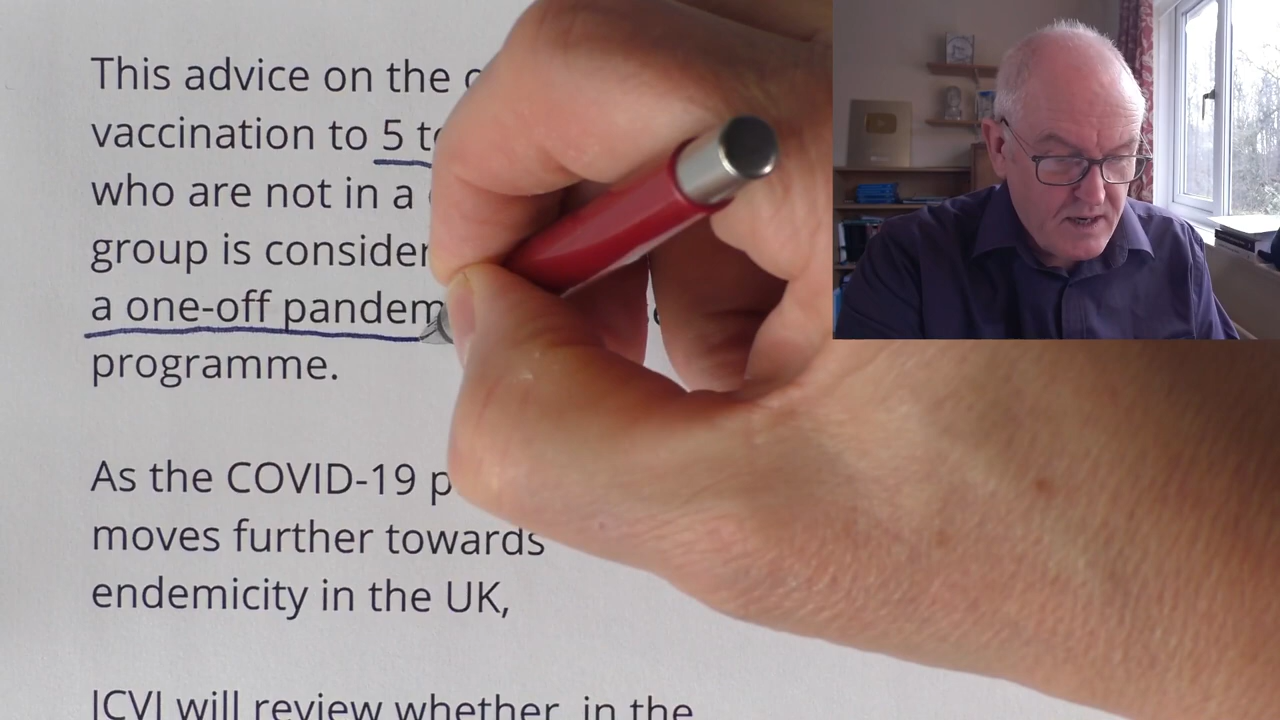 This advice on the
vaccination to 5
who are not in a
group is consider
a one-off pandem
programme.
As the COVID-19 p
moves further towards
endemicity in the UK,
JCVI will review whether, in the